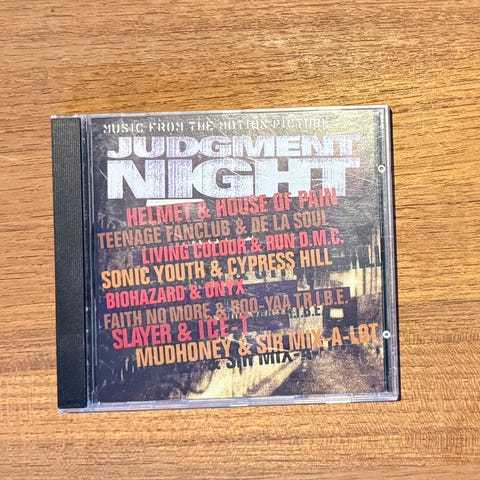 MUSIC FROM THE MOTION PICTURE
JUDGMENT
NIGHT
HELMET & HOUSE OF PAIN
TEENAGE FANCLUB & DE LA SOUL
LIVING COLOUR & RUN D.M.C.
SONIC YOUTH & CYPRESS HILL
BIOHAZARD & ONYX
FAITH NO MORE & BOO-YAA T.R.I.B.E.
SLAYER & ICE-T
MUDHONEY & SIR MIX-A-LOT